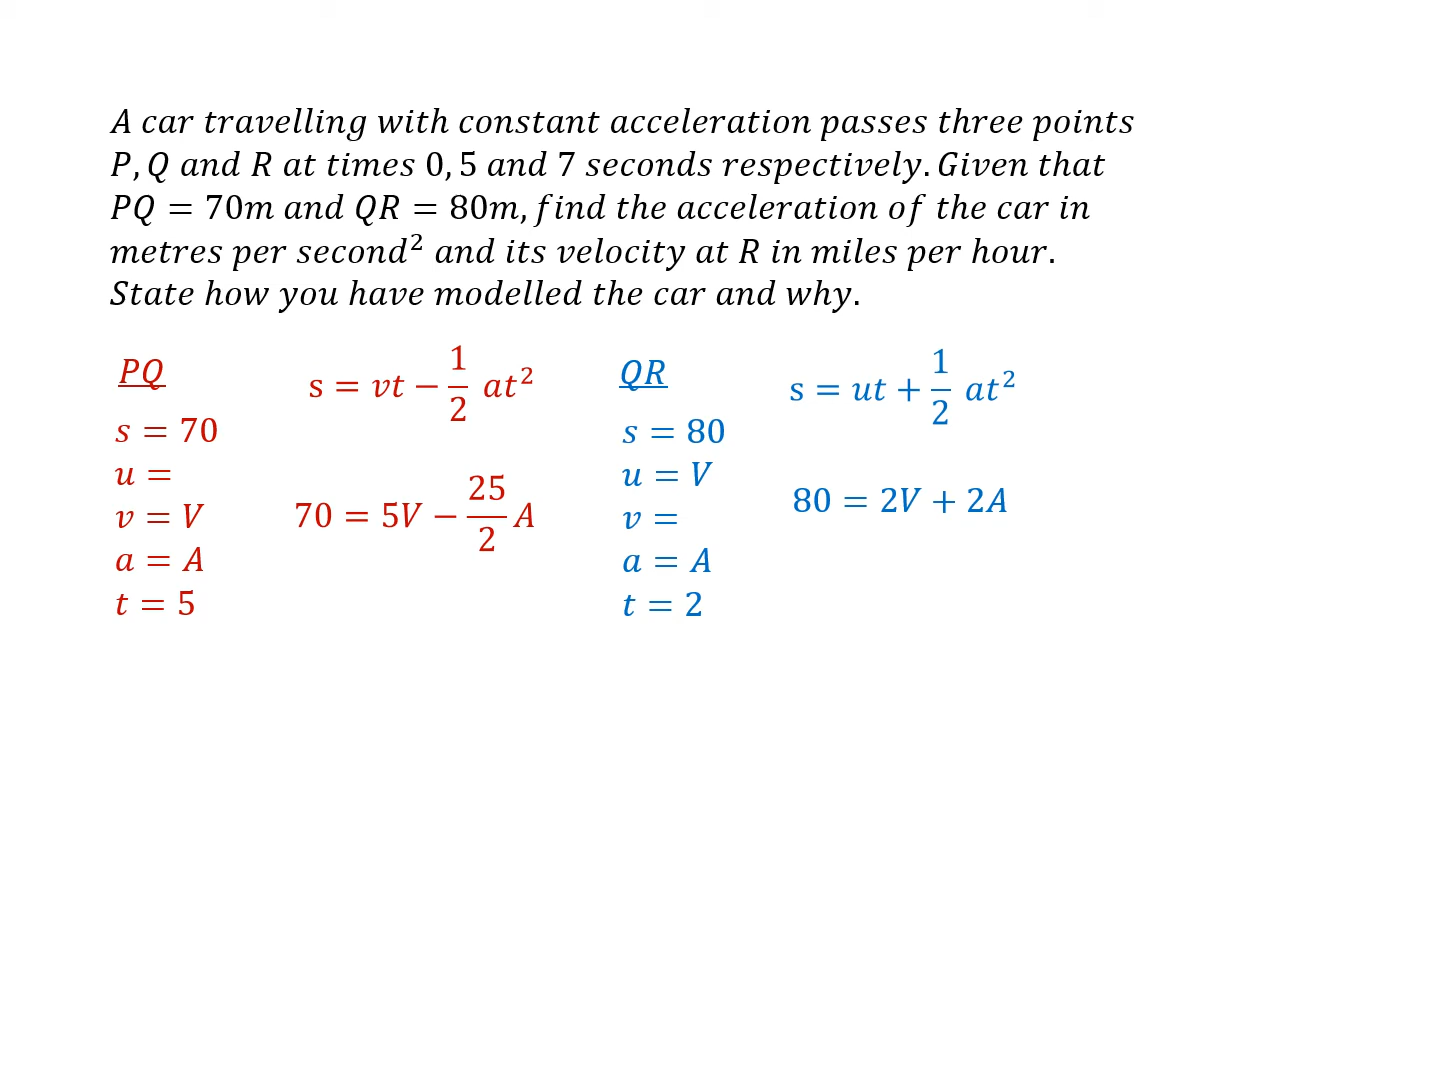 A car travelling with constant acceleration passes three points
P, Q and R at times 0, 5 and 7 seconds respectively. Given that
PQ = 70m and QR = 80m, find the acceleration of the car in
metres per second² and its velocity at R in miles per hour.
State how you have modelled the car and why.
PQ
s = vt − 1/2 at²
s = 70
u =
v = V
a = A
t = 5
70 = 5V − 25/2 A
QR
s = ut + 1/2 at²
s = 80
u = V
v =
a = A
t = 2
80 = 2V + 2A